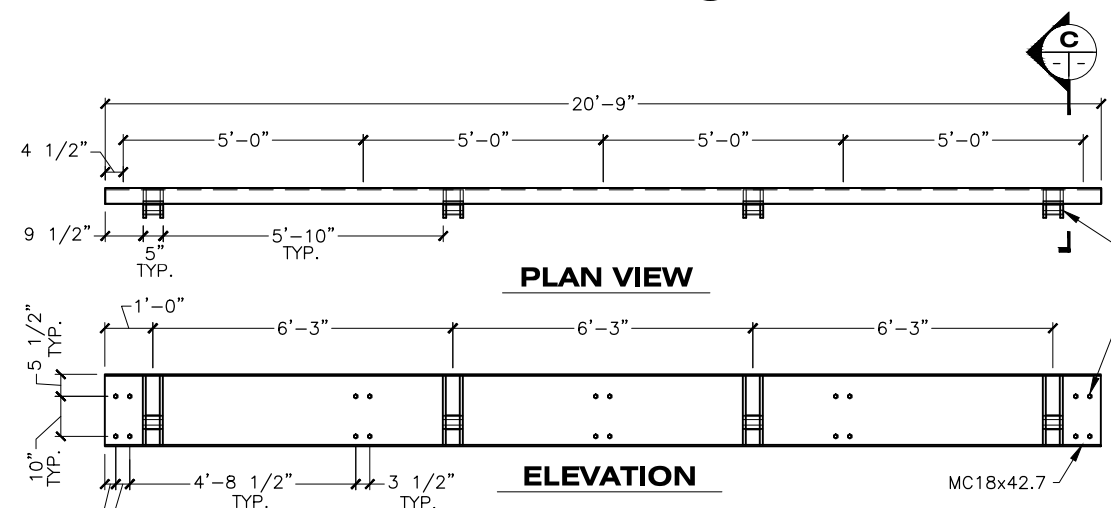 C
- -
20'-9"
5'-0" 5'-0" 5'-0" 5'-0"
4 1/2"
9 1/2"
5"
TYP.
5'-10"
TYP.
PLAN VIEW
1'-0"
6'-3" 6'-3" 6'-3"
5 1/2"
TYP.
10"
TYP.
4'-8 1/2"
TYP.
3 1/2"
TYP.
ELEVATION
MC18x42.7